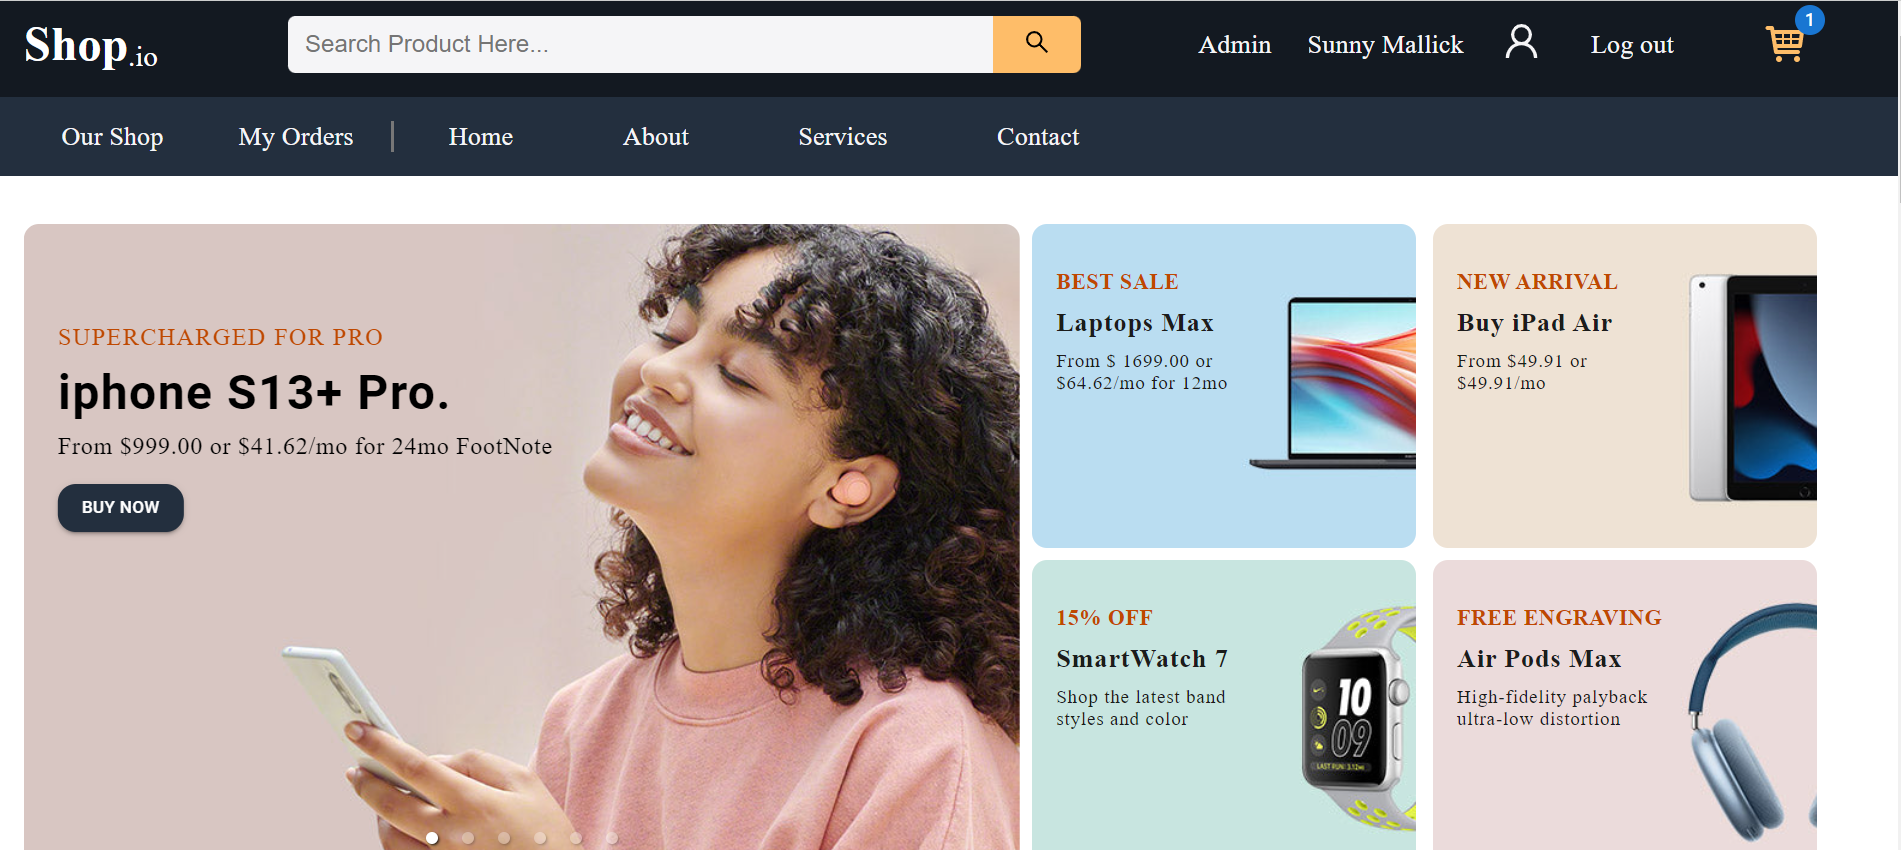 Shop.io
Search Product Here...
Admin
Sunny Mallick
Log out
1
Our Shop
My Orders
Home
About
Services
Contact
SUPERCHARGED FOR PRO
iphone S13+ Pro.
From $999.00 or $41.62/mo for 24mo FootNote
BUY NOW
BEST SALE
Laptops Max
From $ 1699.00 or
$64.62/mo for 12mo
NEW ARRIVAL
Buy iPad Air
From $49.91 or
$49.91/mo
15% OFF
SmartWatch 7
Shop the latest band
styles and color
10
09
LAST RUN: 3.12mi
FREE ENGRAVING
Air Pods Max
High-fidelity palyback
ultra-low distortion